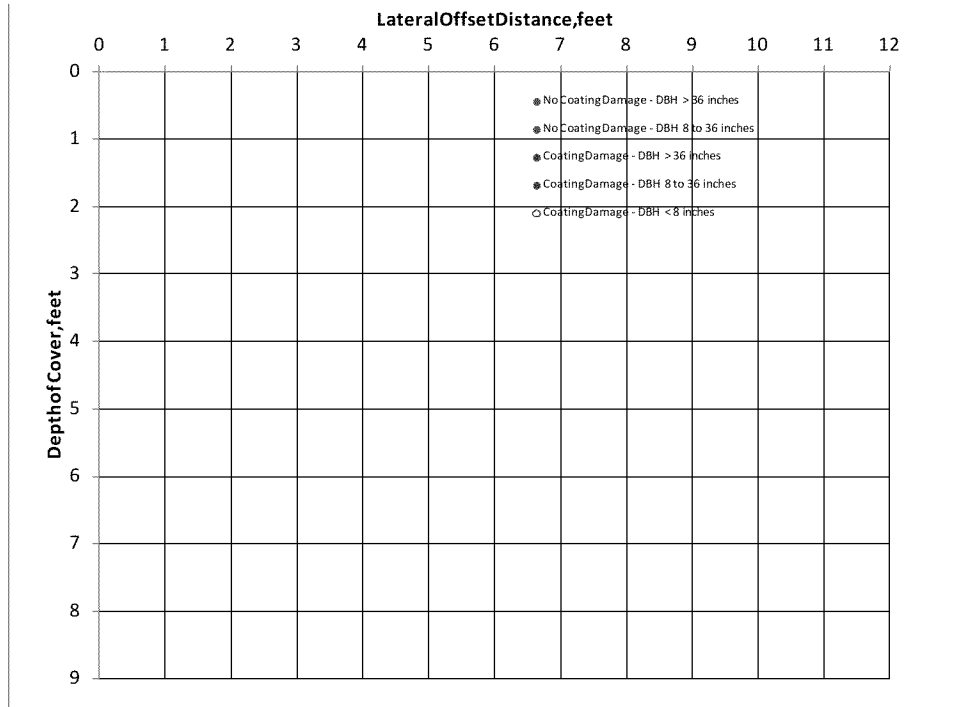 Lateral Offset Distance, feet
0 1 2 3 4 5 6 7 8 9 10 11 12
0
No Coating Damage - DBH > 36 inches
No Coating Damage - DBH 8 to 36 inches
1
Coating Damage - DBH > 36 inches
Coating Damage - DBH 8 to 36 inches
2
Coating Damage - DBH < 8 inches
3
Depth of Cover, feet
4
5
6
7
8
9